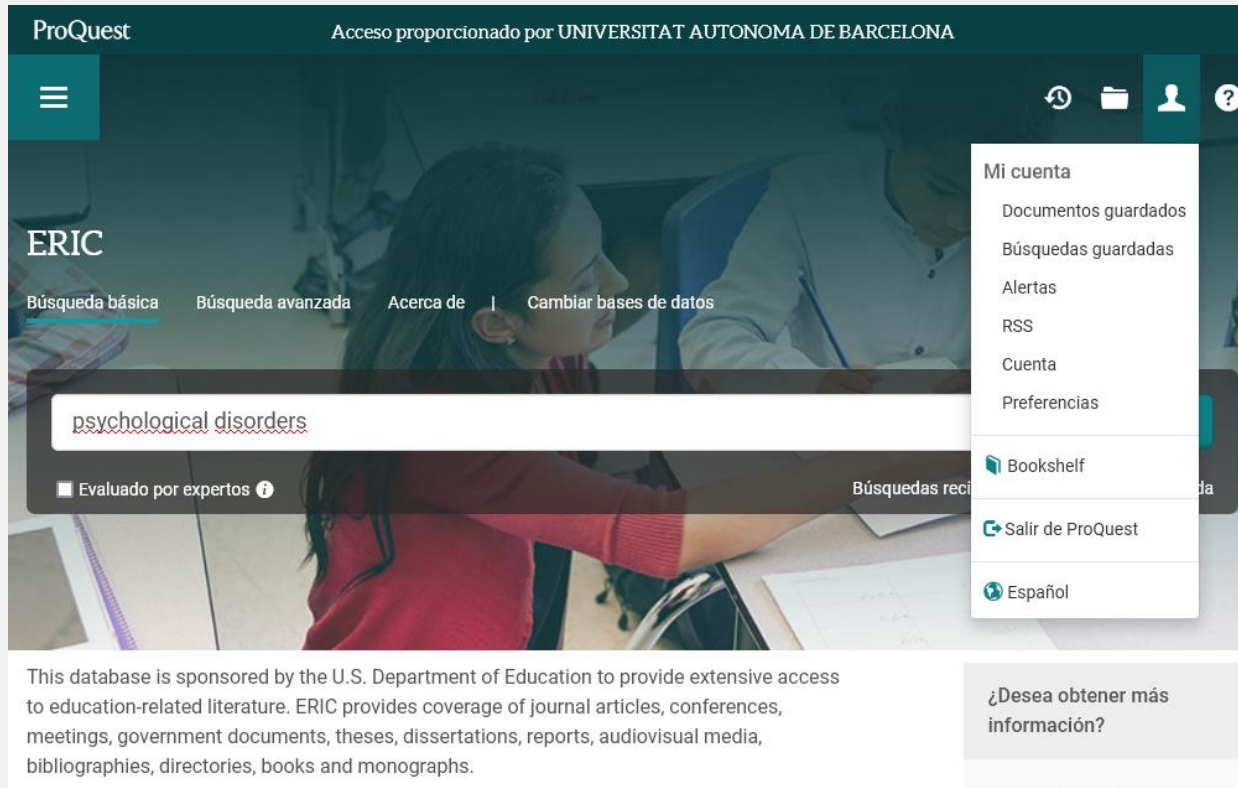 ProQuest
Acceso proporcionado por UNIVERSITAT AUTONOMA DE BARCELONA
ERIC
Búsqueda básica Búsqueda avanzada Acerca de | Cambiar bases de datos
psychological disorders
Evaluado por expertos
Búsquedas
Mi cuenta
Documentos guardados
Búsquedas guardadas
Alertas
RSS
Cuenta
Preferencias
Bookshelf
Salir de ProQuest
Español
This database is sponsored by the U.S. Department of Education to provide extensive access
to education-related literature. ERIC provides coverage of journal articles, conferences,
meetings, government documents, theses, dissertations, reports, audiovisual media,
bibliographies, directories, books and monographs.
¿Desea obtener más
información?